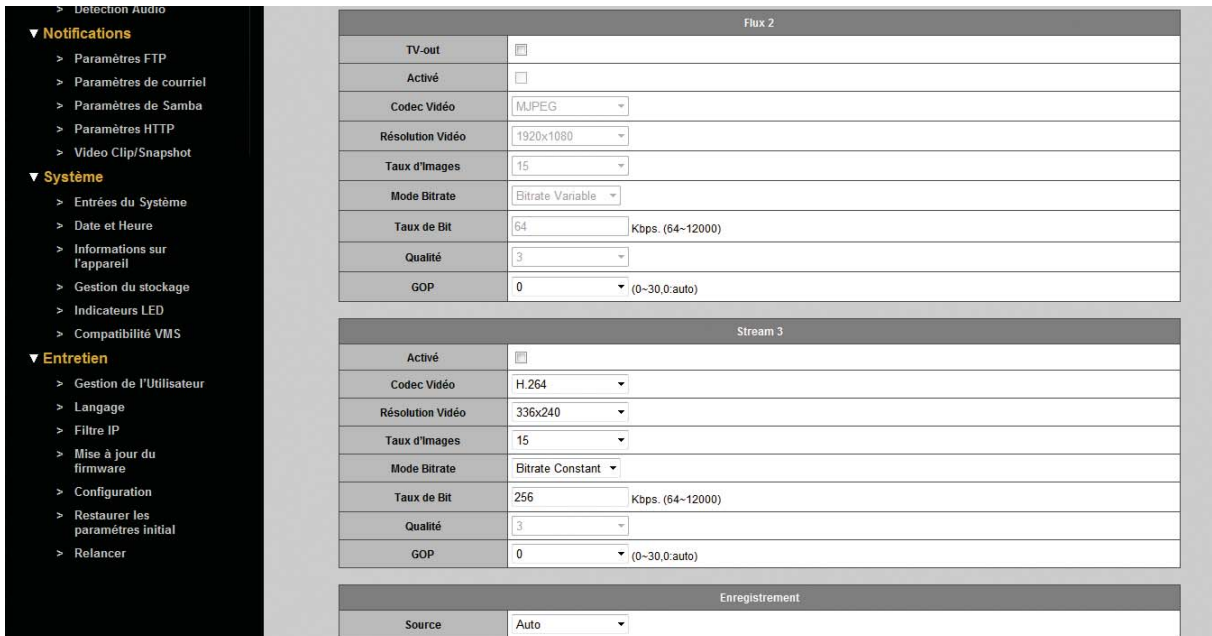 > Détection Audio
▼ Notifications
> Paramètres FTP
> Paramètres de courriel
> Paramètres de Samba
> Paramètres HTTP
> Video Clip/Snapshot
▼ Système
> Entrées du Système
> Date et Heure
> Informations sur
l'appareil
> Gestion du stockage
> Indicateurs LED
> Compatibilité VMS
▼ Entretien
> Gestion de l'Utilisateur
> Langage
> Filtre IP
> Mise à jour du
firmware
> Configuration
> Restaurer les
paramétres initial
> Relancer
Flux 2
TV-out
Activé
Codec Vidéo MJPEG
Résolution Vidéo 1920x1080
Taux d'Images 15
Mode Bitrate Bitrate Variable
Taux de Bit 64 Kbps. (64~12000)
Qualité 3
GOP 0 (0~30,0:auto)
Stream 3
Activé
Codec Vidéo H.264
Résolution Vidéo 336x240
Taux d'Images 15
Mode Bitrate Bitrate Constant
Taux de Bit 256 Kbps. (64~12000)
Qualité 3
GOP 0 (0~30,0:auto)
Enregistrement
Source Auto